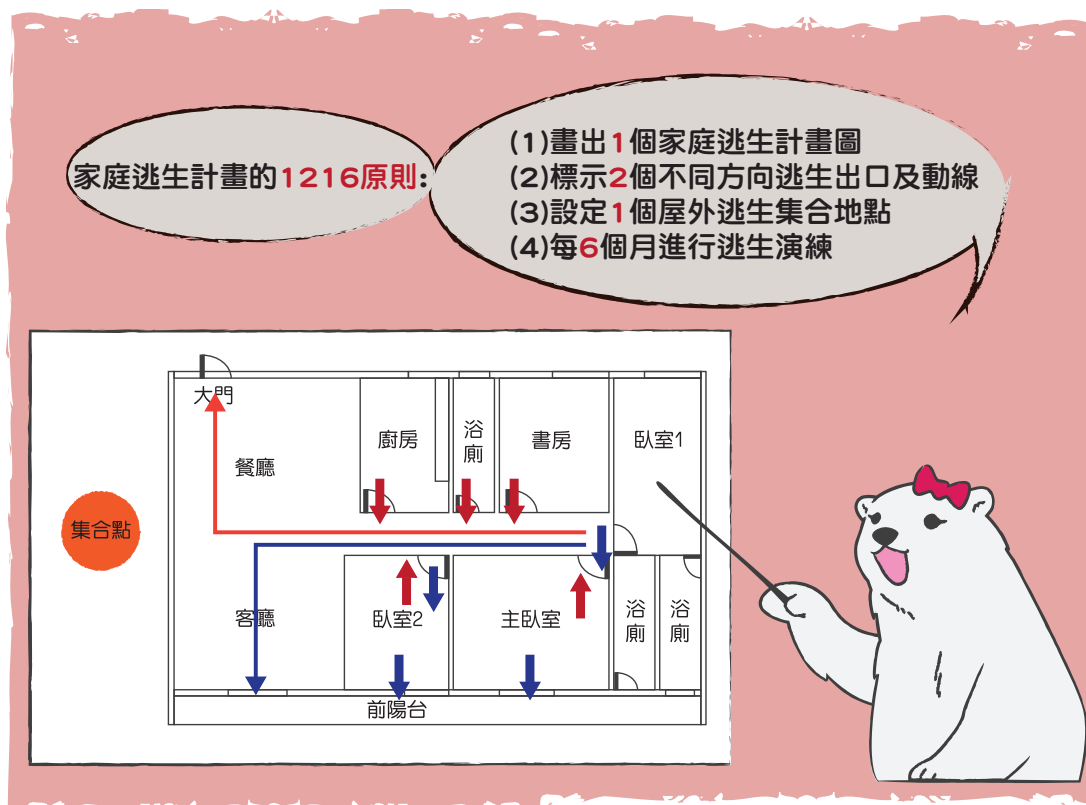 家庭逃生計畫的1216原則:
(1)畫出1個家庭逃生計畫圖
(2)標示2個不同方向逃生出口及動線
(3)設定1個屋外逃生集合地點
(4)每6個月進行逃生演練
大門
廚房
浴廁
書房
臥室1
餐廳
集合點
客廳
臥室2
主臥室
浴廁
浴廁
前陽台